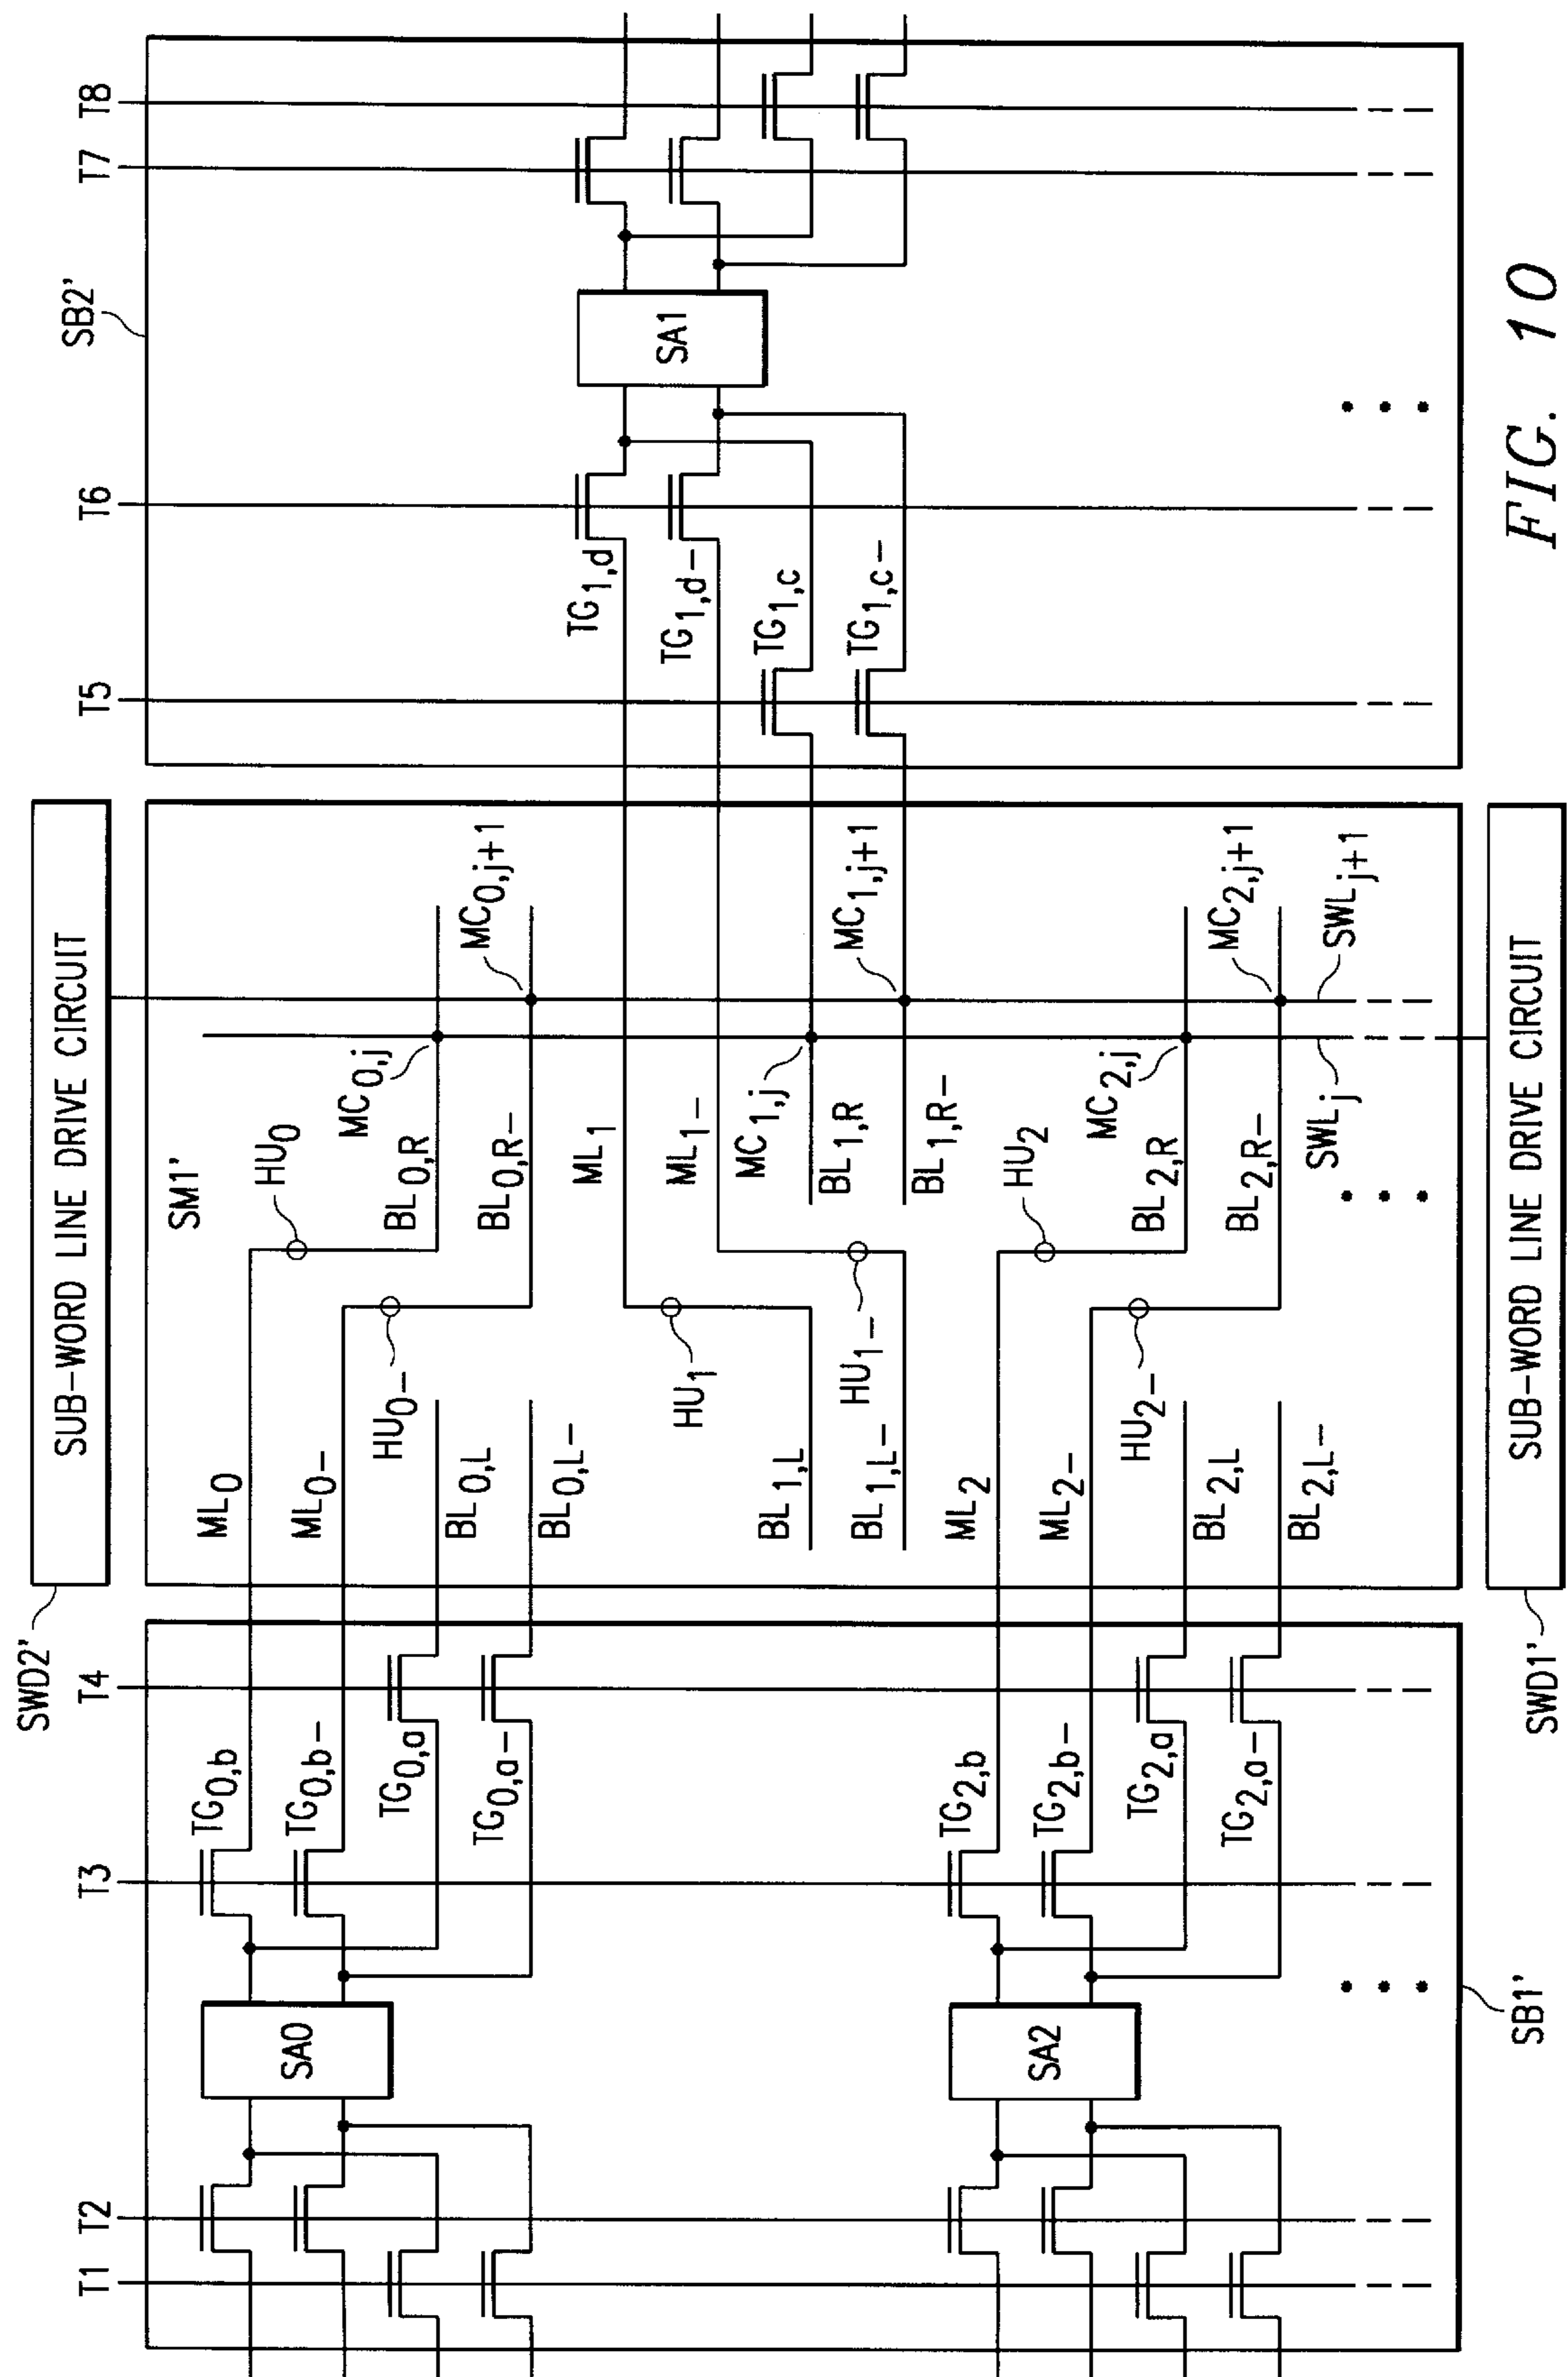 SWD2'
SUB-WORD LINE DRIVE CIRCUIT
SB2'
T1
T2
T3
T4
T5
T6
T7
T8
SM1'
SA0
TG0,b
TG0,b-
TG0,a
TG0,a-
ML0
ML0-
BL0,L
BL0,L-
HU0
HU0-
BL0,R
BL0,R-
MC0,j
MC0,j+1
ML1
ML1-
HU1
HU1-
BL1,L
BL1,L-
MC1,j
BL1,R
BL1,R-
MC1,j+1
TG1,d
TG1,d-
TG1,c
TG1,c-
SA1
SA2
TG2,b
TG2,b-
TG2,a
TG2,a-
ML2
ML2-
BL2,L
BL2,L-
HU2
HU2-
BL2,R
BL2,R-
MC2,j
MC2,j+1
SWLj
SWLj+1
SB1'
SWD1'
SUB-WORD LINE DRIVE CIRCUIT
FIG. 10